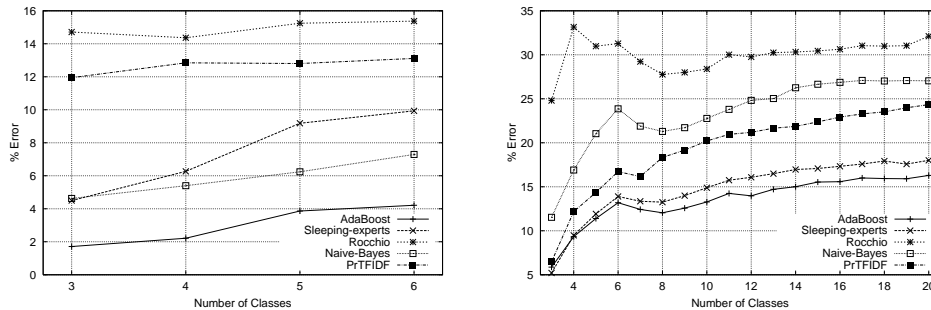 16
14
12
10
8
6
4
2
0
% Error
3
4
5
6
Number of Classes
AdaBoost
Sleeping-experts
Rocchio
Naive-Bayes
PrTFIDF
35
30
25
20
15
10
5
% Error
4
6
8
10
12
14
16
18
20
Number of Classes
AdaBoost
Sleeping-experts
Rocchio
Naive-Bayes
PrTFIDF